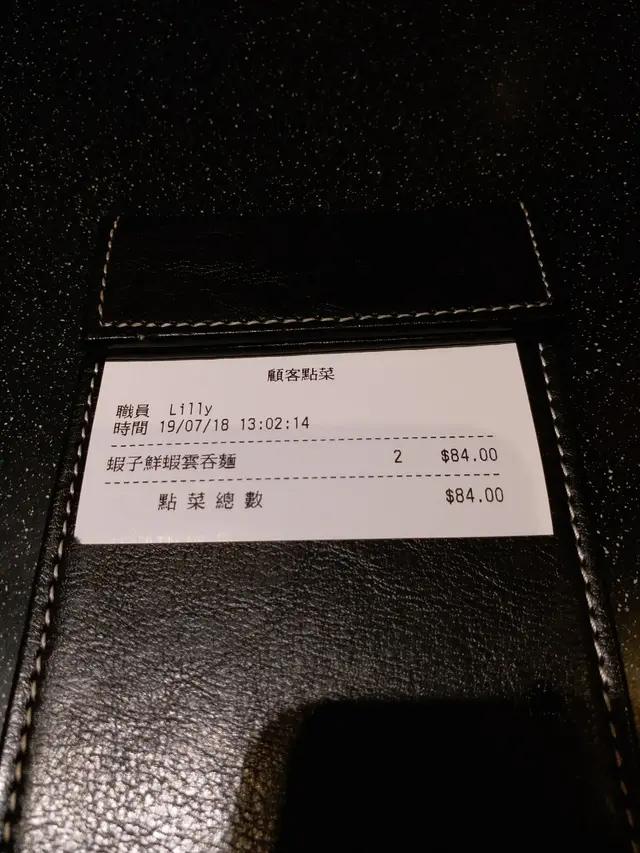 顧客點菜
職員 Lilly
時間 19/07/18 13:02:14
蝦子鮮蝦雲吞麵 2 $84.00
點菜總數 $84.00